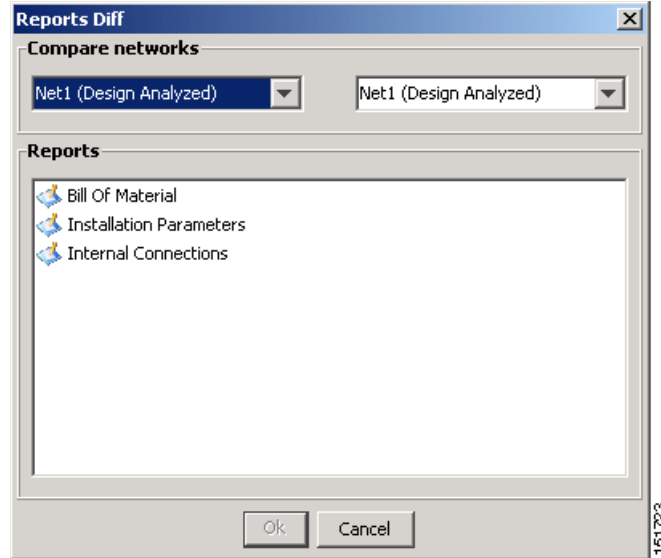 Reports Diff
Compare networks
Net1 (Design Analyzed) Net1 (Design Analyzed)
Reports
Bill Of Material
Installation Parameters
Internal Connections
Ok Cancel
151723